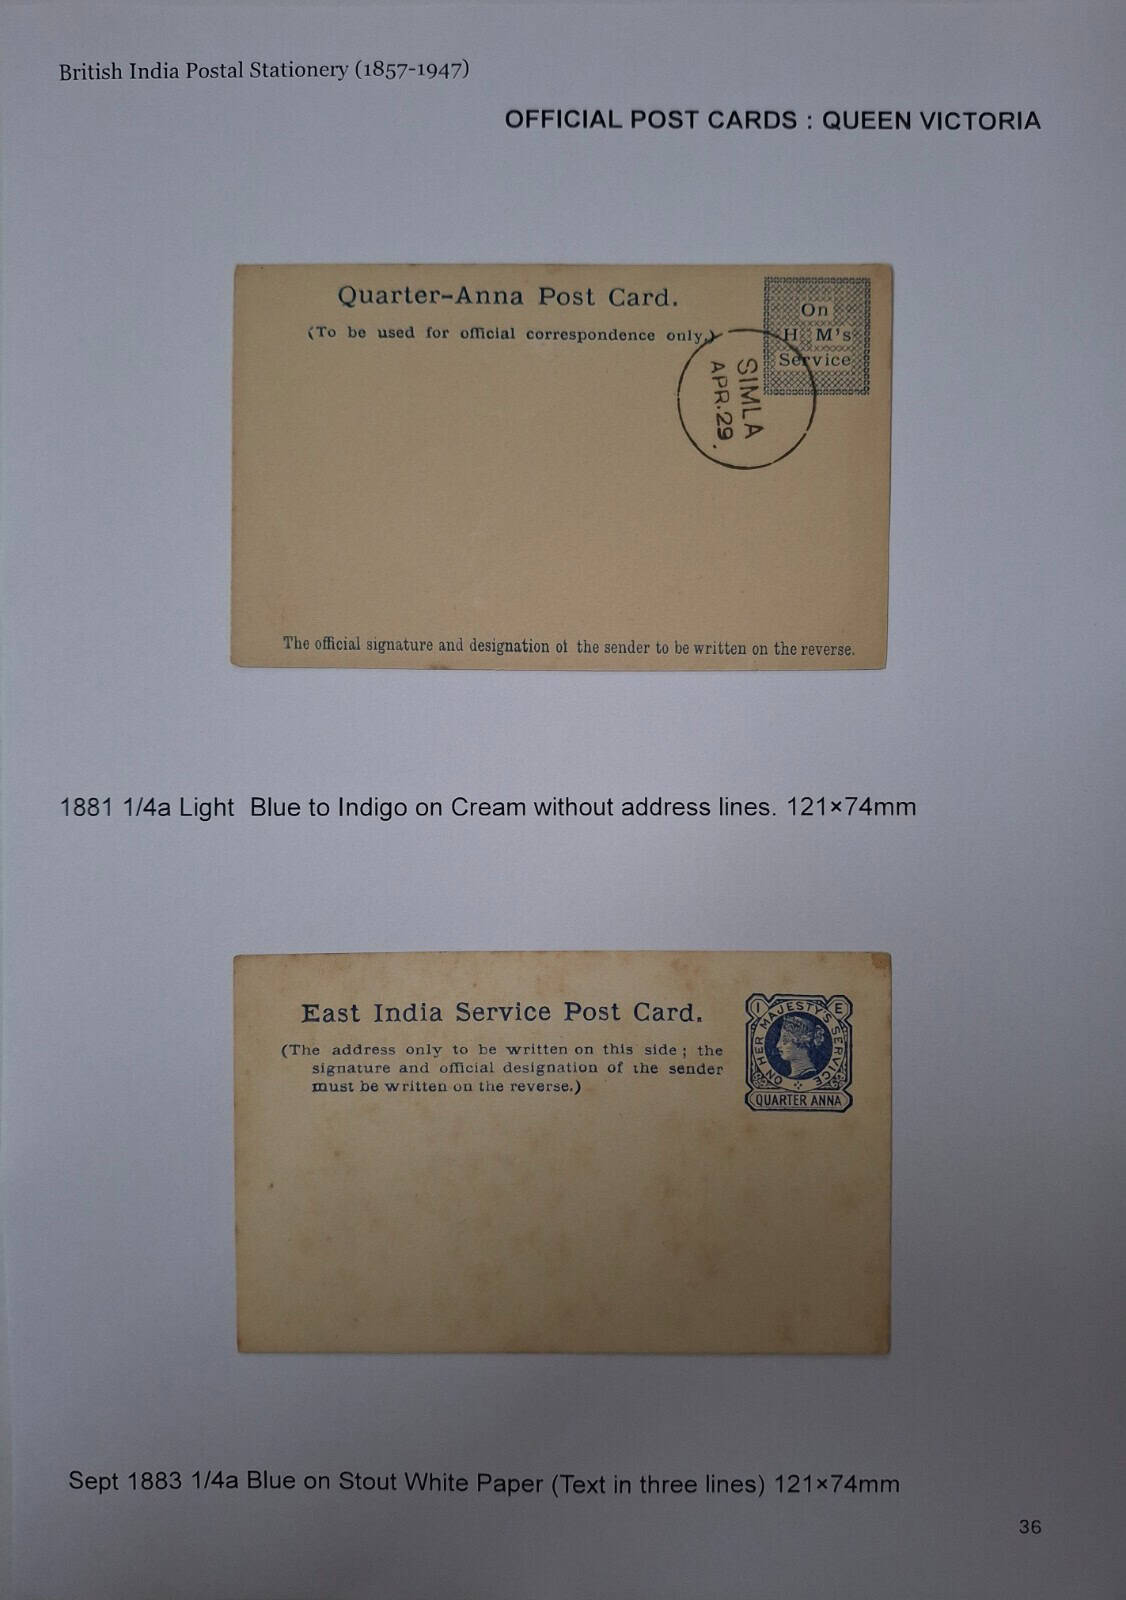 British India Postal Stationery (1857-1947)
OFFICIAL POST CARDS : QUEEN VICTORIA
Quarter-Anna Post Card.
(To be used for official correspondence only.)
On
H. M's
Service
SIMLA
APR.29.
The official signature and designation of the sender to be written on the reverse.
1881 1/4a Light Blue to Indigo on Cream without address lines. 121×74mm
East India Service Post Card.
(The address only to be written on this side ; the
signature and official designation of the sender
must be written on the reverse.)
I E
ON HER MAJESTY'S SERVICE
QUARTER ANNA
Sept 1883 1/4a Blue on Stout White Paper (Text in three lines) 121×74mm
36